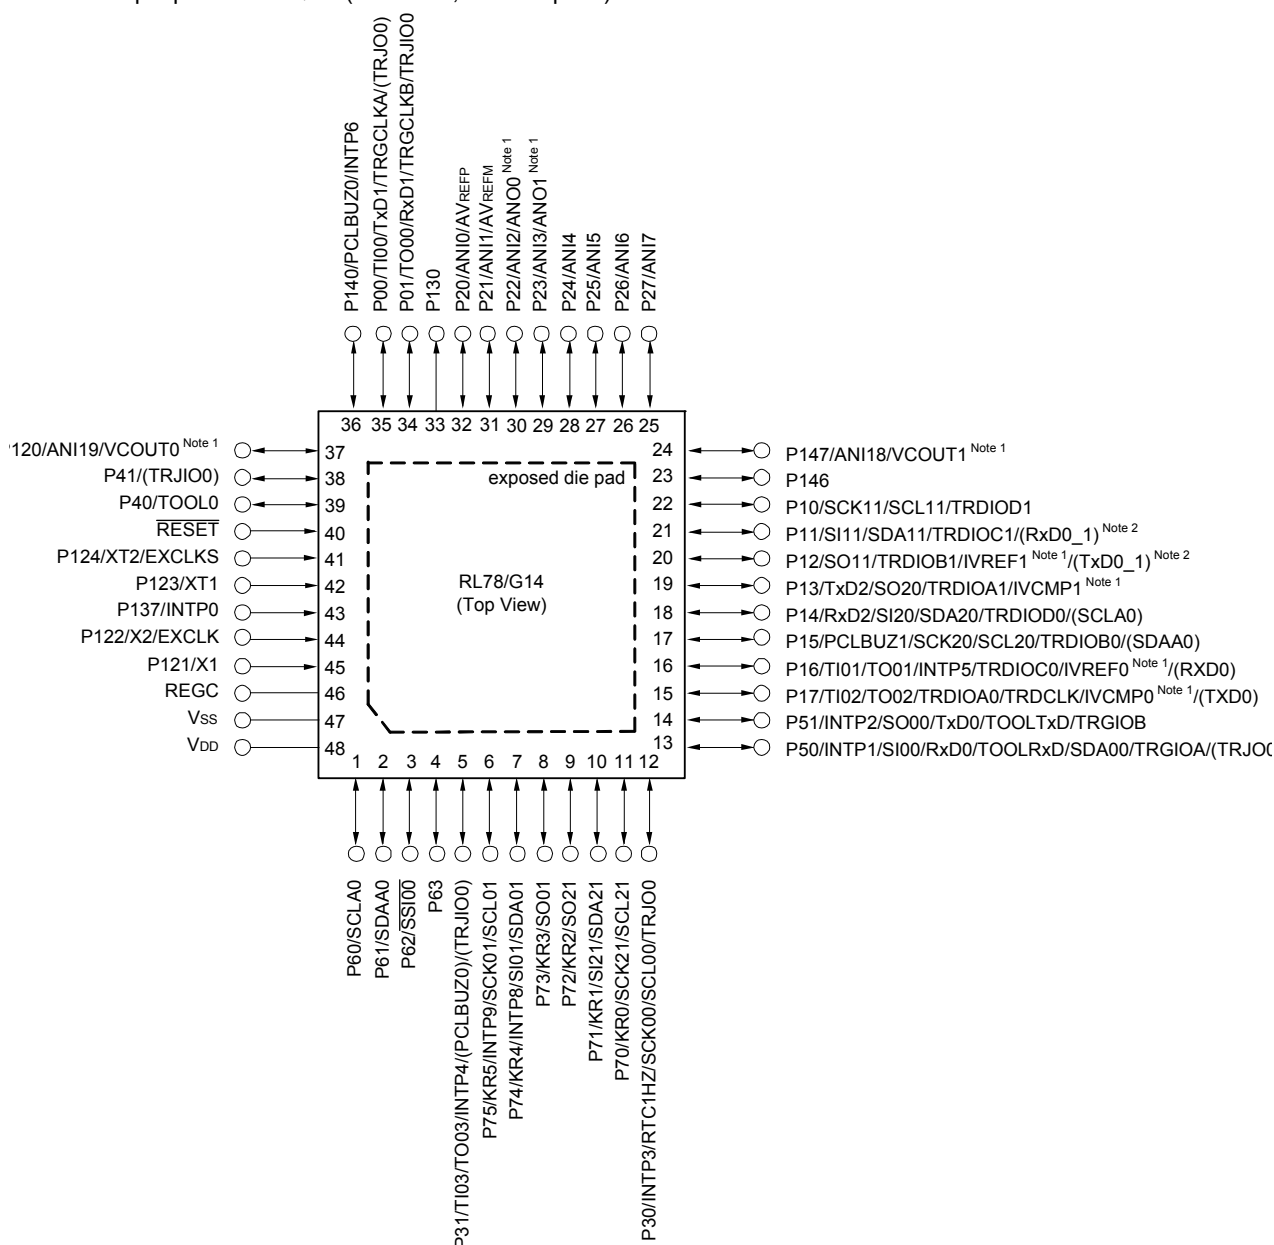 P140/PCLBUZ0/INTP6
P00/TI00/TxD1/TRGCLKA/(TRJO0)
P01/TO00/RxD1/TRGCLKB/TRJIO0
P130
P20/ANI0/AVREFP
P21/ANI1/AVREFM
P22/ANI2/ANO0 Note 1
P23/ANI3/ANO1 Note 1
P24/ANI4
P25/ANI5
P26/ANI6
P27/ANI7
36 35 34 33 32 31 30 29 28 27 26 25
120/ANI19/VCOUT0 Note 1 37
P41/(TRJIO0) 38
P40/TOOL0 39
RESET 40
P124/XT2/EXCLKS 41
P123/XT1 42
P137/INTP0 43
P122/X2/EXCLK 44
P121/X1 45
REGC 46
VSS 47
VDD 48
exposed die pad
RL78/G14
(Top View)
24 P147/ANI18/VCOUT1 Note 1
23 P146
22 P10/SCK11/SCL11/TRDIOD1
21 P11/SI11/SDA11/TRDIOC1/(RxD0_1) Note 2
20 P12/SO11/TRDIOB1/IVREF1 Note 1/(TxD0_1) Note 2
19 P13/TxD2/SO20/TRDIOA1/IVCMP1 Note 1
18 P14/RxD2/SI20/SDA20/TRDIOD0/(SCLA0)
17 P15/PCLBUZ1/SCK20/SCL20/TRDIOB0/(SDAA0)
16 P16/TI01/TO01/INTP5/TRDIOC0/IVREF0 Note 1/(RXD0)
15 P17/TI02/TO02/TRDIOA0/TRDCLK/IVCMP0 Note 1/(TXD0)
14 P51/INTP2/SO00/TxD0/TOOLTxD/TRGIOB
13 P50/INTP1/SI00/RxD0/TOOLRxD/SDA00/TRGIOA/(TRJO0
1 2 3 4 5 6 7 8 9 10 11 12
P60/SCLA0
P61/SDAA0
P62/SSI00
P63
P31/TI03/TO03/INTP4/(PCLBUZ0)/(TRJIO0)
P75/KR5/INTP9/SCK01/SCL01
P74/KR4/INTP8/SI01/SDA01
P73/KR3/SO01
P72/KR2/SO21
P71/KR1/SI21/SDA21
P70/KR0/SCK21/SCL21
P30/INTP3/RTC1HZ/SCK00/SCL00/TRJO0